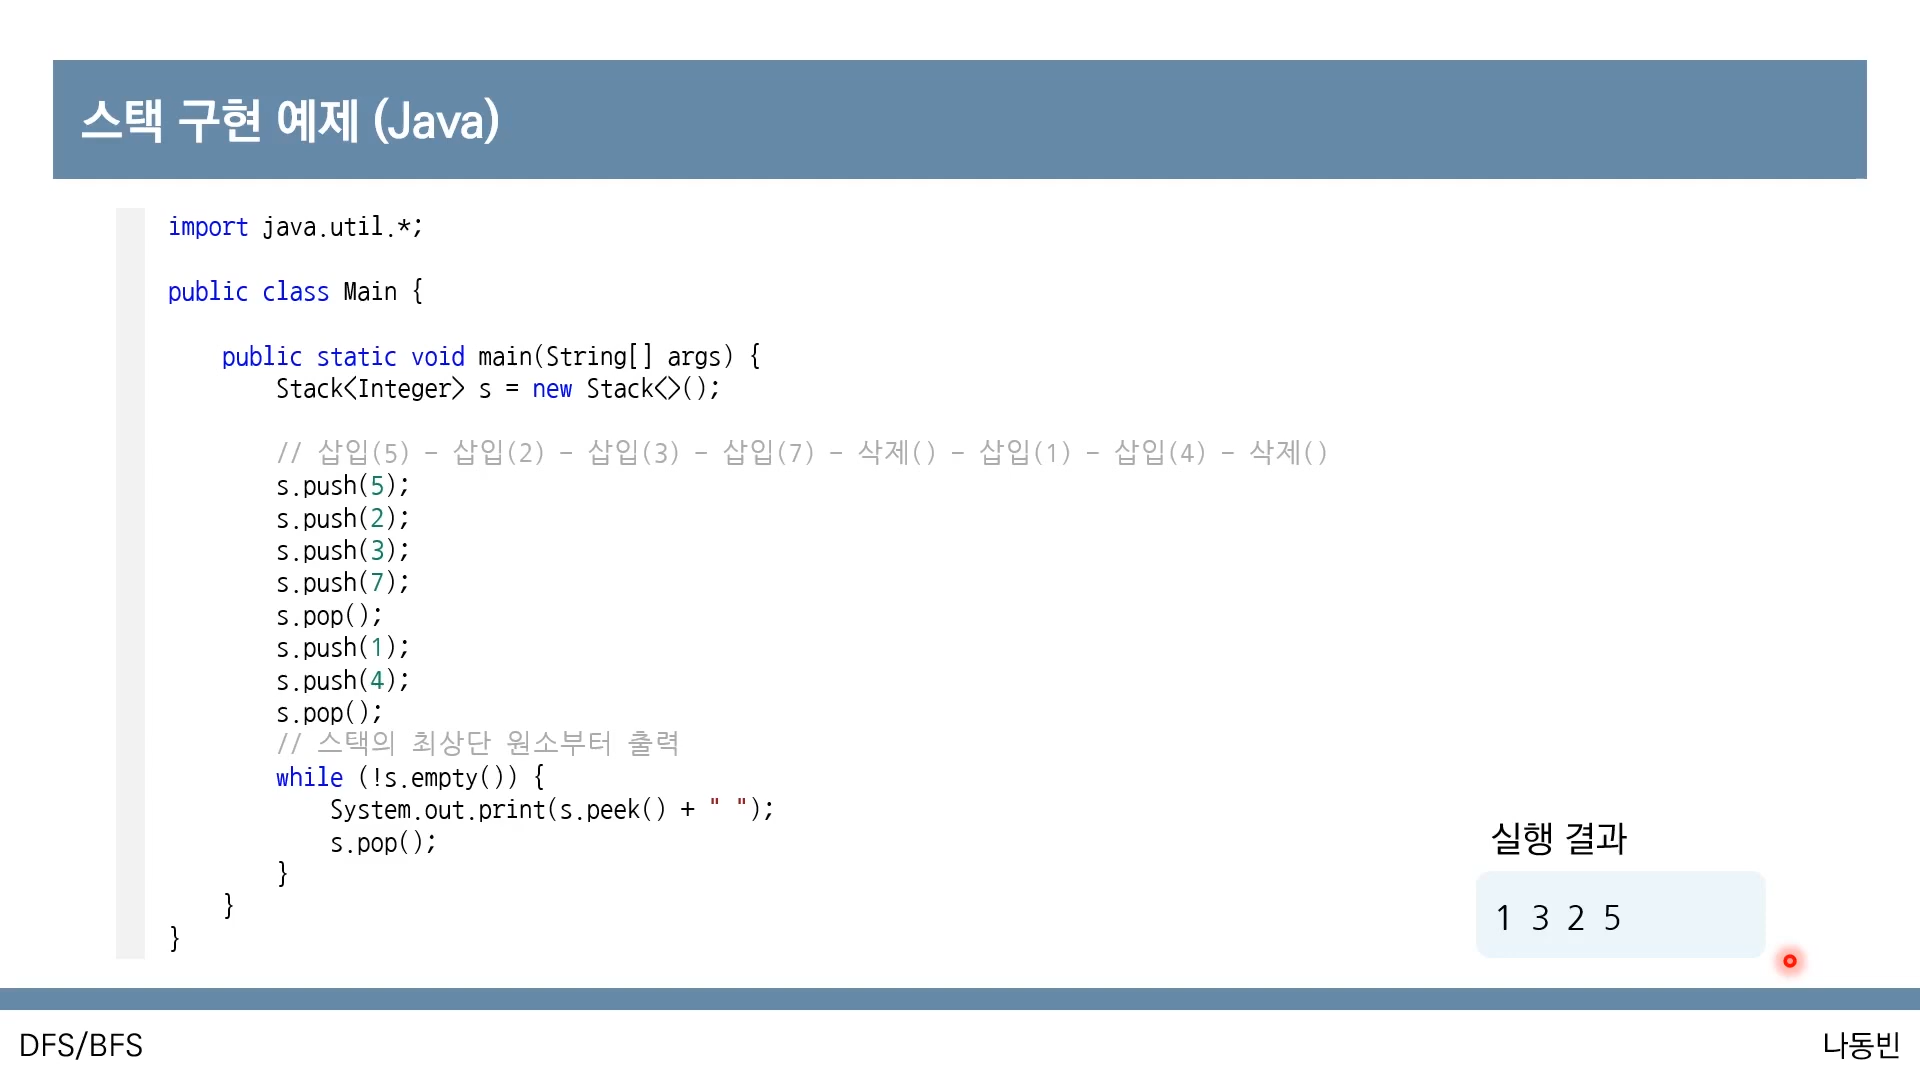 스택 구현 예제 (Java)
import java.util.*;
public class Main {
public static void main(String[] args) {
Stack<Integer> s = new Stack<>();
// 삽입(5) - 삽입(2) - 삽입(3) - 삽입(7) - 삭제() - 삽입(1) - 삽입(4) - 삭제()
s.push(5);
s.push(2);
s.push(3);
s.push(7);
s.pop();
s.push(1);
s.push(4);
s.pop();
// 스택의 최상단 원소부터 출력
while (!s.empty()) {
System.out.print(s.peek() + " ");
s.pop();
}
}
}
실행 결과
1 3 2 5
DFS/BFS
나동빈